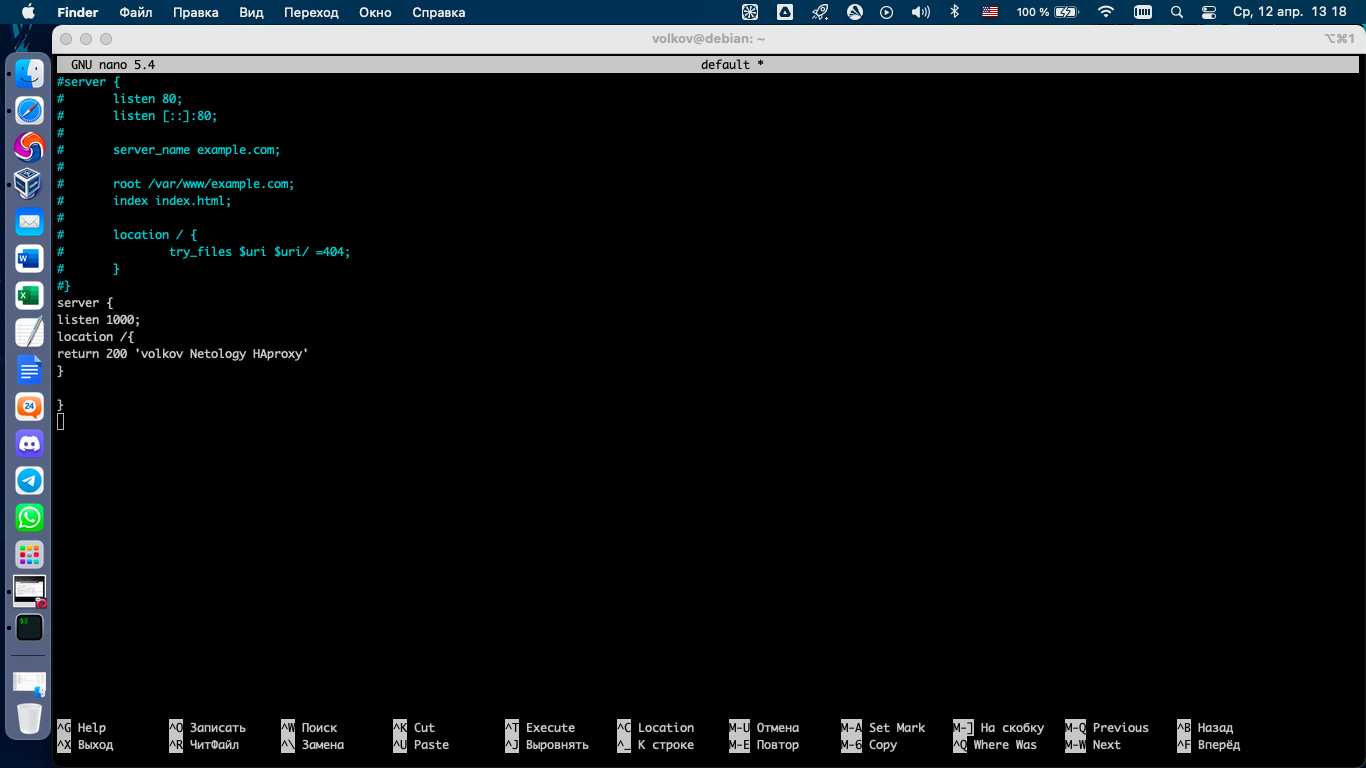 Finder Файл Правка Вид Переход Окно Справка 100 % Ср, 12 апр. 13 18
volkov@debian: ~ ⌥⌘1
GNU nano 5.4 default *
#server {
# listen 80;
# listen [::]:80;
#
# server_name example.com;
#
# root /var/www/example.com;
# index index.html;
#
# location / {
# try_files $uri $uri/ =404;
# }
#}
server {
listen 1000;
location /{
return 200 'volkov Netology HAproxy'
}
}
24
^G Help ^O Записать ^W Поиск ^K Cut ^T Execute ^C Location M-U Отмена M-A Set Mark M-] На скобку M-Q Previous ^B Назад
^X Выход ^R ЧитФайл ^\ Замена ^U Paste ^J Выровнять ^_ К строке M-E Повтор M-6 Copy ^Q Where Was M-W Next ^F Вперёд